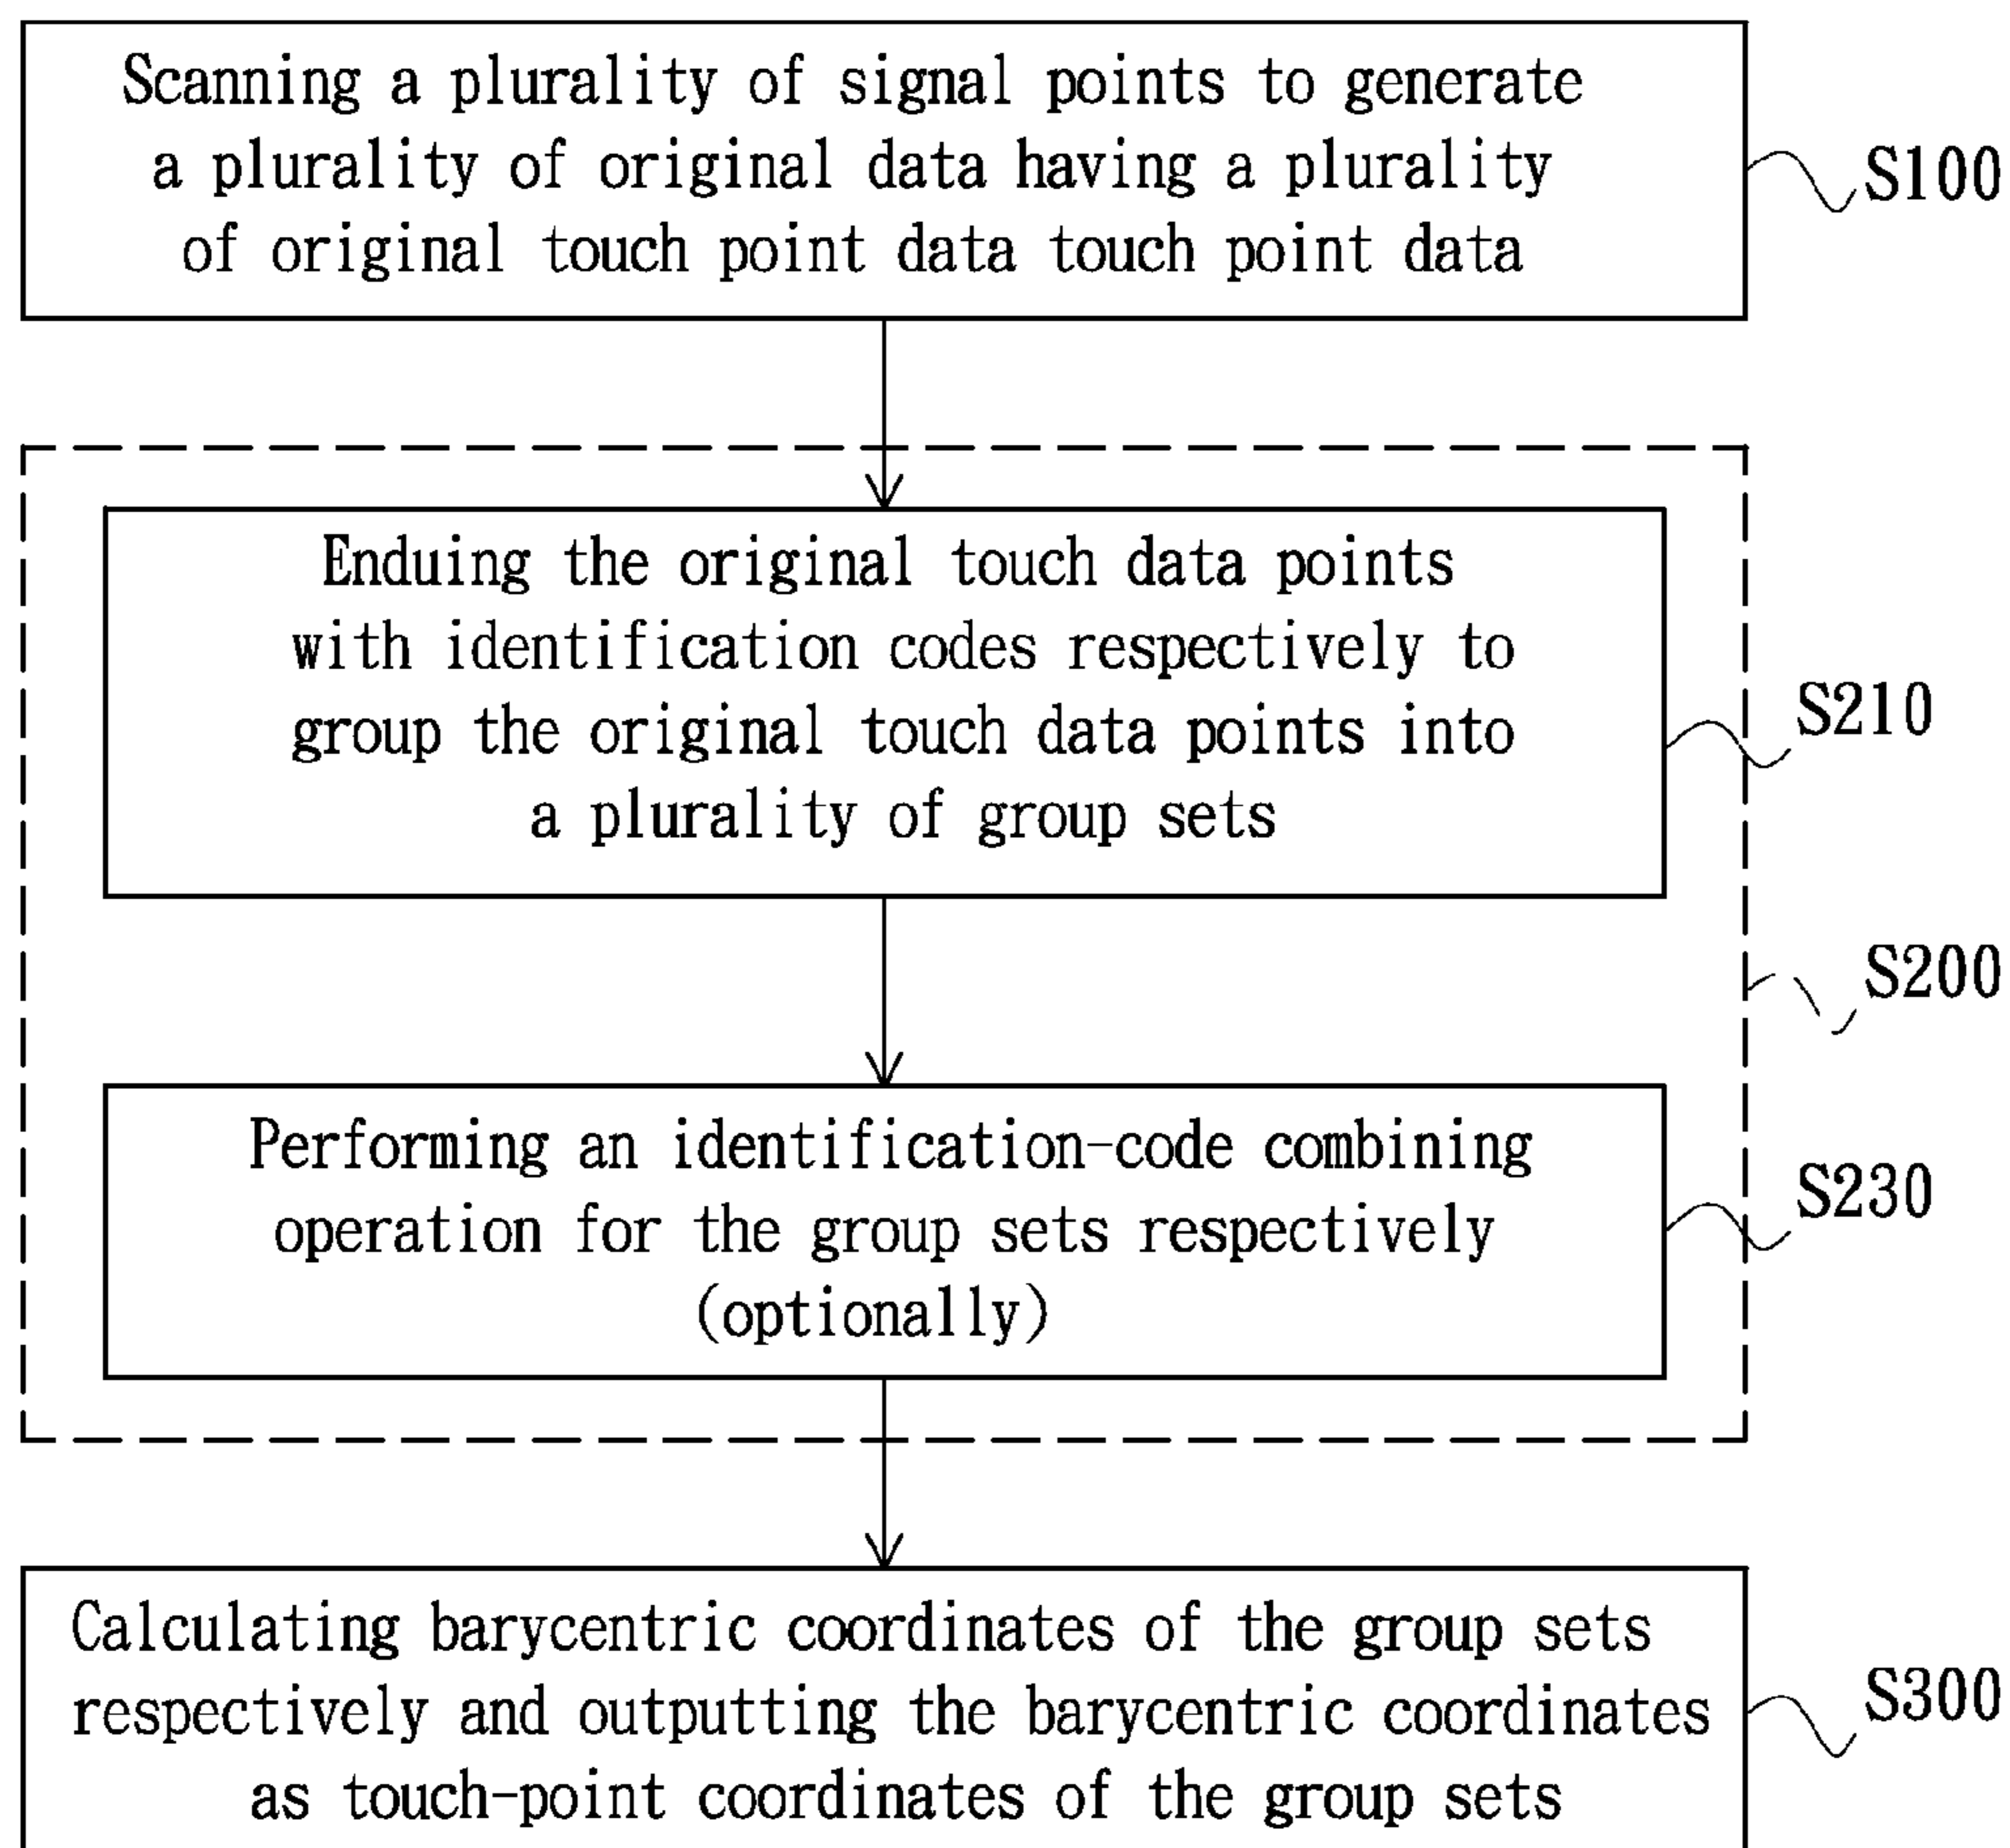 Scanning a plurality of signal points to generate
a plurality of original data having a plurality
of original touch point data touch point data
S100
Enduing the original touch data points
with identification codes respectively to
group the original touch data points into
a plurality of group sets
S210
S200
Performing an identification-code combining
operation for the group sets respectively
(optionally)
S230
Calculating barycentric coordinates of the group sets
respectively and outputting the barycentric coordinates
as touch-point coordinates of the group sets
S300